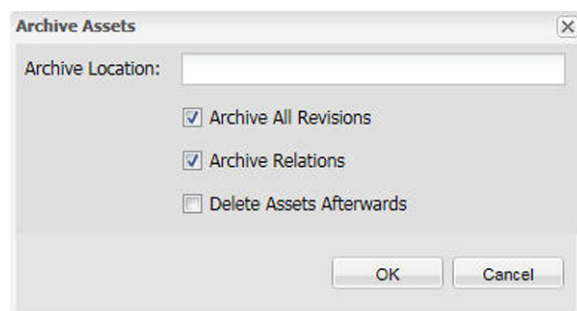 Archive Assets
Archive Location:
Archive All Revisions
Archive Relations
Delete Assets Afterwards
OK Cancel